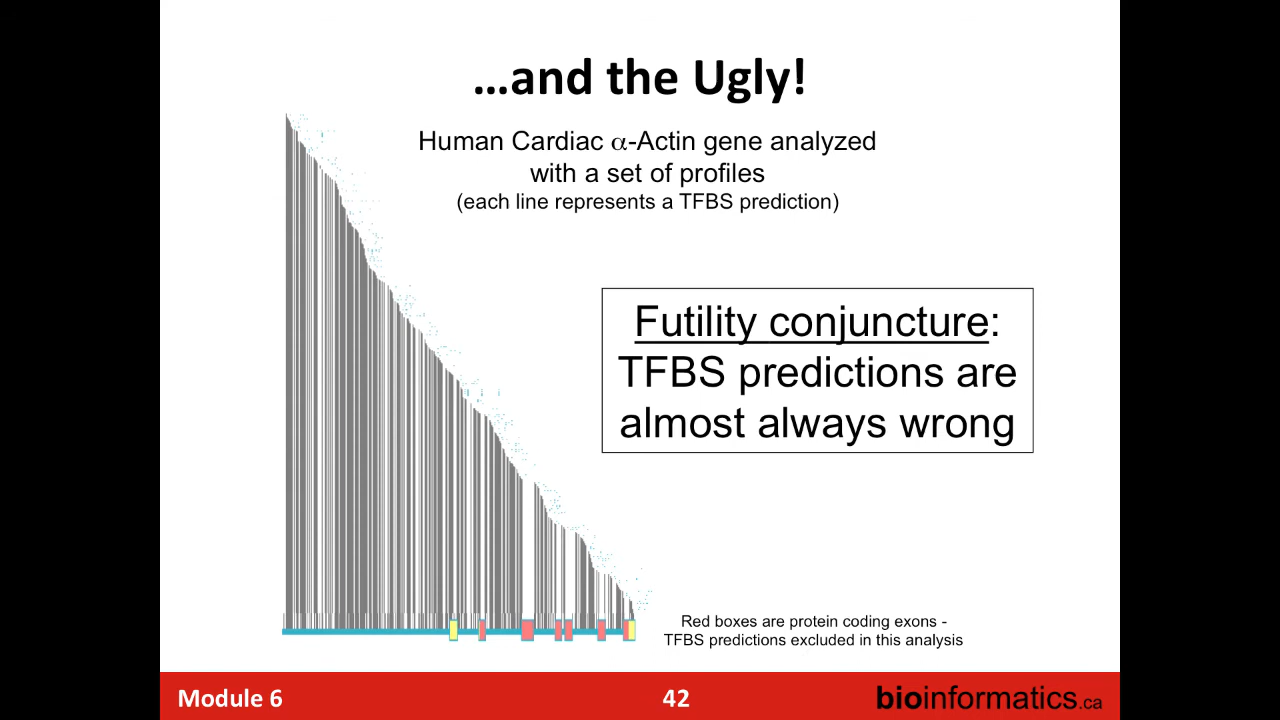 …and the Ugly!
Human Cardiac α-Actin gene analyzed
with a set of profiles
(each line represents a TFBS prediction)
Futility conjuncture:
TFBS predictions are
almost always wrong
Red boxes are protein coding exons -
TFBS predictions excluded in this analysis
Module 6
42
bioinformatics.ca